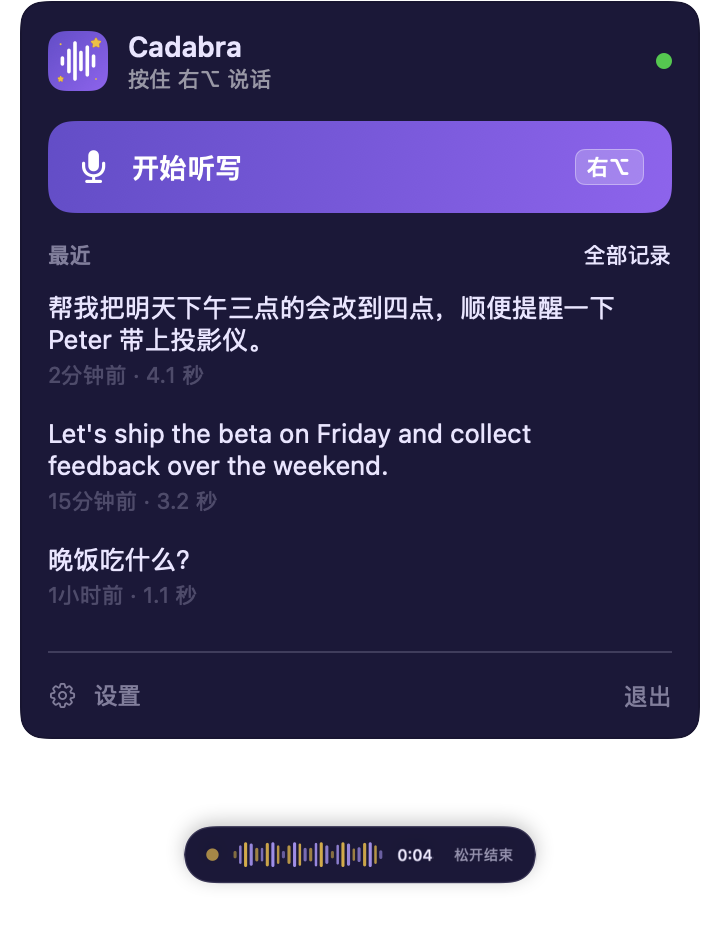 Cadabra
按住 右⌥ 说话
开始听写
右⌥
最近
全部记录
帮我把明天下午三点的会改到四点，顺便提醒一下
Peter 带上投影仪。
2分钟前 · 4.1 秒
Let's ship the beta on Friday and collect
feedback over the weekend.
15分钟前 · 3.2 秒
晚饭吃什么？
1小时前 · 1.1 秒
设置
退出
0:04
松开结束